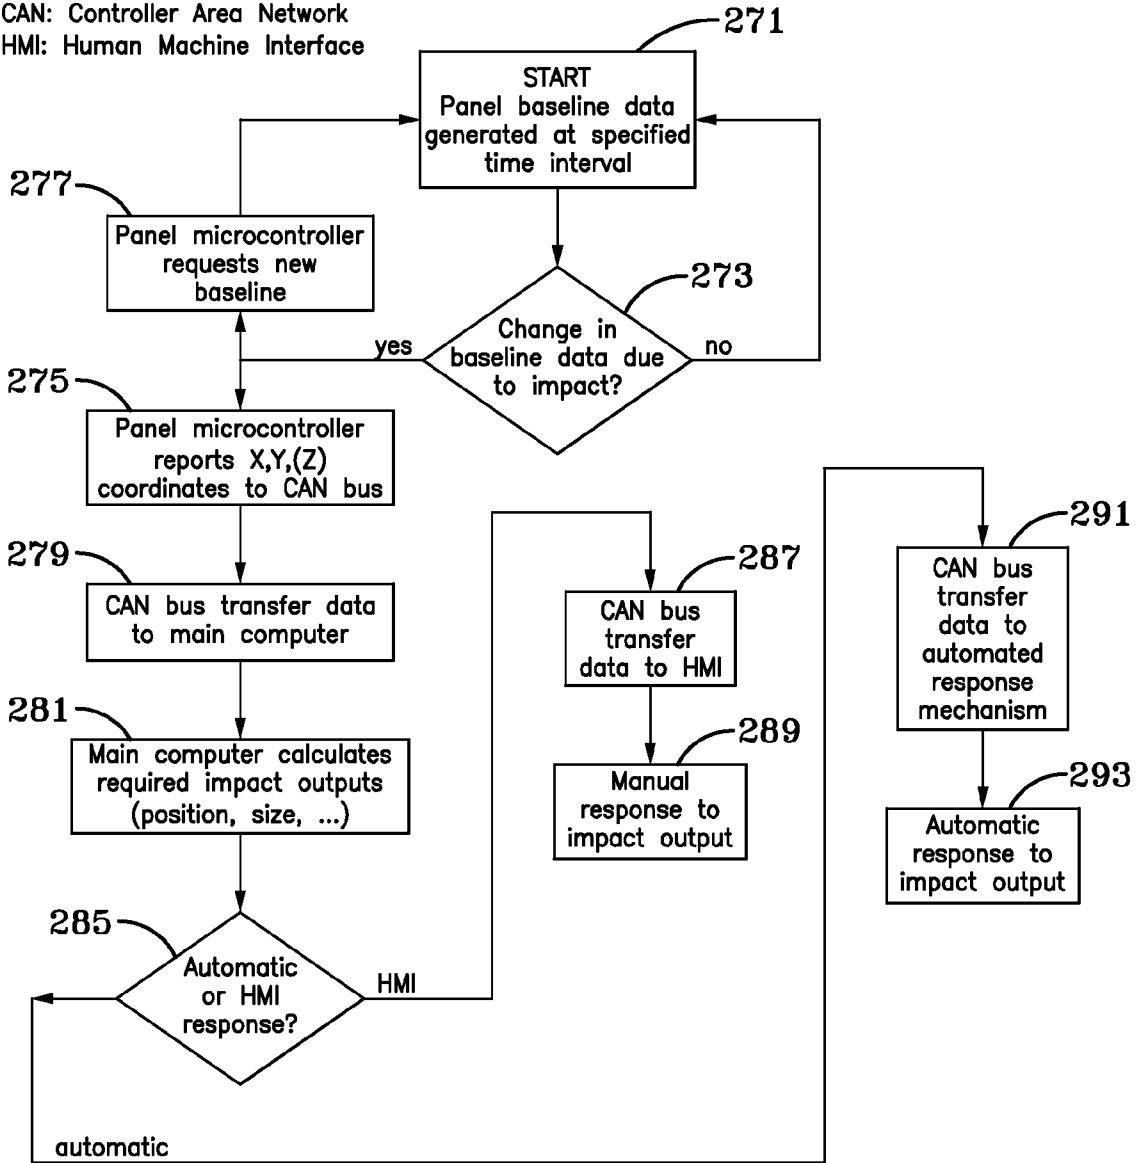 CAN: Controller Area Network
HMI: Human Machine Interface
271
START
Panel baseline data
generated at specified
time interval
277
Panel microcontroller
requests new
baseline
273
Change in
baseline data due
to impact?
yes
no
275
Panel microcontroller
reports X,Y,(Z)
coordinates to CAN bus
279
CAN bus transfer data
to main computer
281
Main computer calculates
required impact outputs
(position, size, ...)
285
Automatic
or HMI
response?
HMI
automatic
287
CAN bus
transfer
data to HMI
289
Manual
response to
impact output
291
CAN bus
transfer
data to
automated
response
mechanism
293
Automatic
response to
impact output